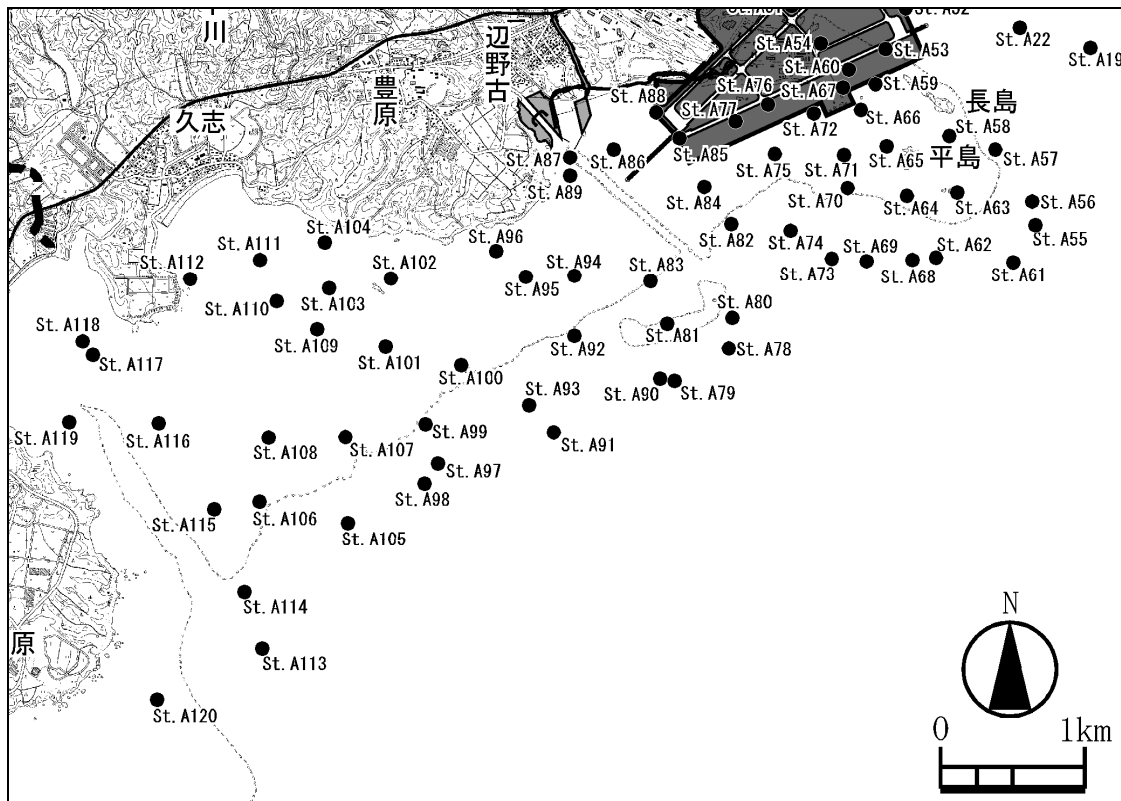 川
辺野古
豊原
久志
長島
平島
原
St. A54
St. A53
St. A22
St. A19
St. A60
St. A76
St. A67
St. A59
St. A88
St. A77
St. A72
St. A66
St. A58
St. A87
St. A86
St. A85
St. A75
St. A71
St. A65
St. A57
St. A89
St. A84
St. A70
St. A64
St. A63
St. A56
St. A55
St. A104
St. A96
St. A82
St. A74
St. A69
St. A62
St. A111
St. A112
St. A102
St. A94
St. A83
St. A73
St. A68
St. A61
St. A95
St. A110
St. A103
St. A80
St. A118
St. A109
St. A81
St. A117
St. A101
St. A92
St. A78
St. A100
St. A90
St. A79
St. A93
St. A119
St. A116
St. A108
St. A107
St. A99
St. A91
St. A97
St. A98
St. A115
St. A106
St. A105
St. A114
St. A113
St. A120
N
0 1km